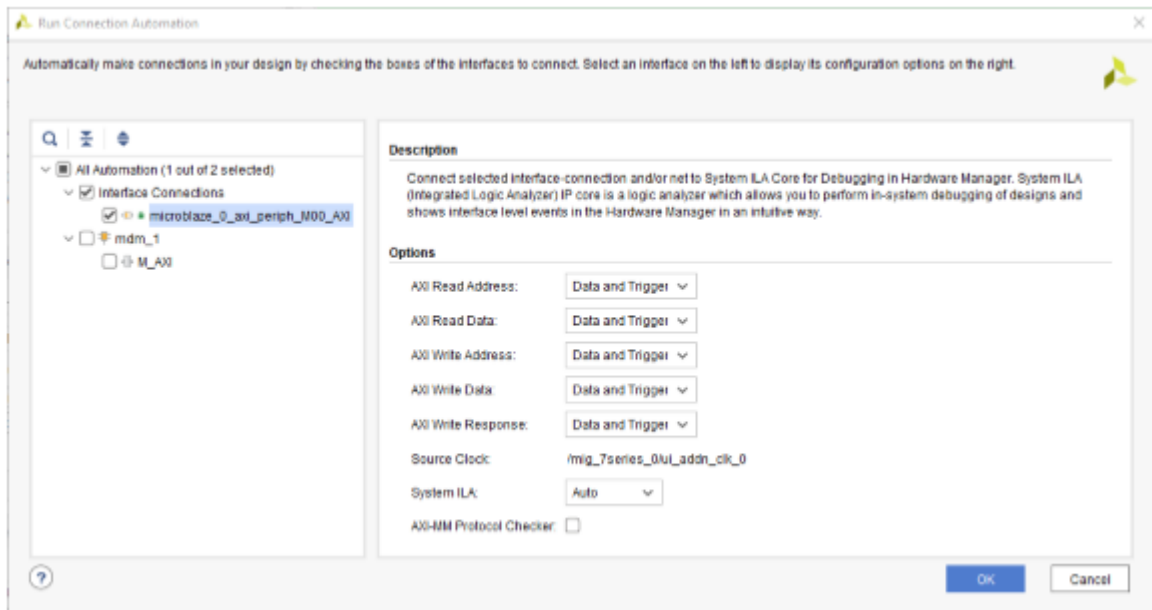 Run Connection Automation
Automatically make connections in your design by checking the boxes of the interfaces to connect. Select an interface on the left to display its configuration options on the right.
All Automation (1 out of 2 selected)
Interface Connections
microblaze_0_axi_periph_M00_AXI
mdm_1
M_AXI
Description
Connect selected interface-connection and/or net to System ILA Core for Debugging in Hardware Manager. System ILA
(Integrated Logic Analyzer) IP core is a logic analyzer which allows you to perform in-system debugging of designs and
shows interface level events in the Hardware Manager in an intuitive way.
Options
AXI Read Address: Data and Trigger
AXI Read Data: Data and Trigger
AXI Write Address: Data and Trigger
AXI Write Data: Data and Trigger
AXI Write Response: Data and Trigger
Source Clock: /mig_7series_0/ui_addn_clk_0
System ILA: Auto
AXI-MM Protocol Checker:
?
OK
Cancel